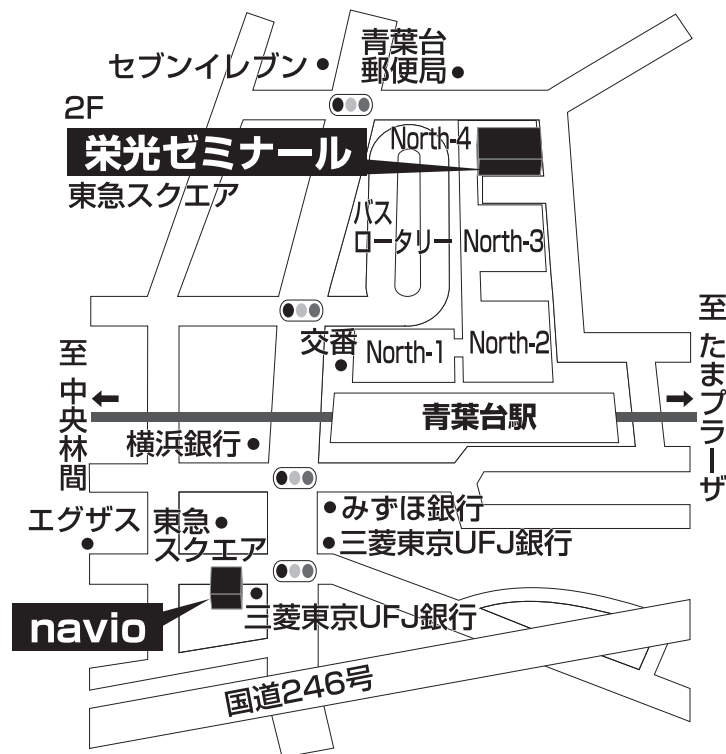 青葉台
郵便局
セブンイレブン
2F
栄光ゼミナール
東急スクエア
North-4
バス
ロータリー
North-3
交番
North-1
North-2
至 たまプラーザ
至 中央林間
青葉台駅
横浜銀行
エグザス
東急
スクエア
みずほ銀行
三菱東京UFJ銀行
navio
三菱東京UFJ銀行
国道246号